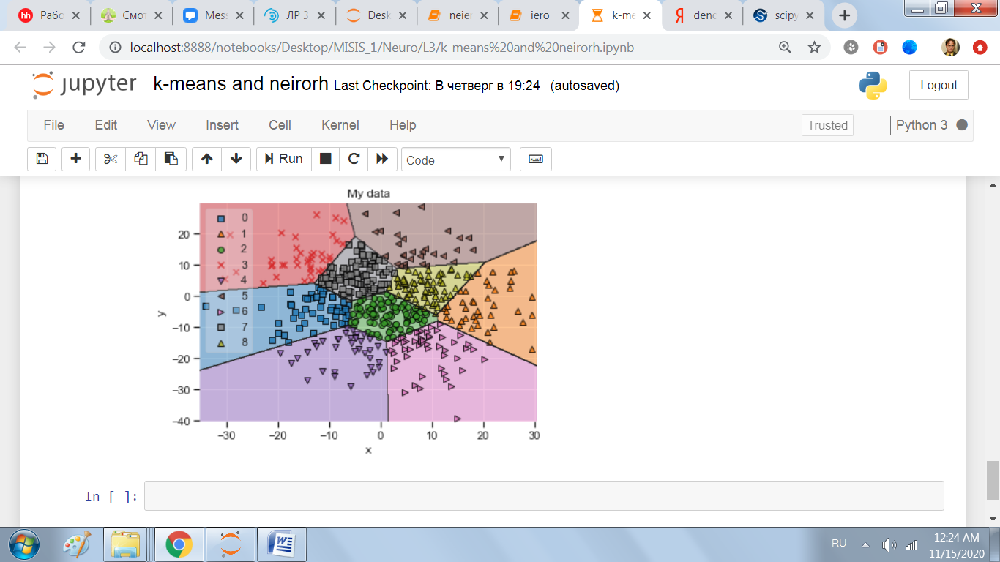 Рабо
Смот
Mess
ЛР 3
Desk
neier
iero
k-me
denc
scipy
localhost:8888/notebooks/Desktop/MISIS_1/Neuro/L3/k-means%20and%20neirorh.ipynb
jupyter k-means and neirorh Last Checkpoint: В четверг в 19:24 (autosaved)
Logout
File Edit View Insert Cell Kernel Help
Trusted
Python 3
Run
Code
My data
0
1
2
3
4
5
6
7
8
20
10
0
−10
−20
−30
−40
y
−30 −20 −10 0 10 20 30
x
In [ ]:
RU
12:24 AM
11/15/2020